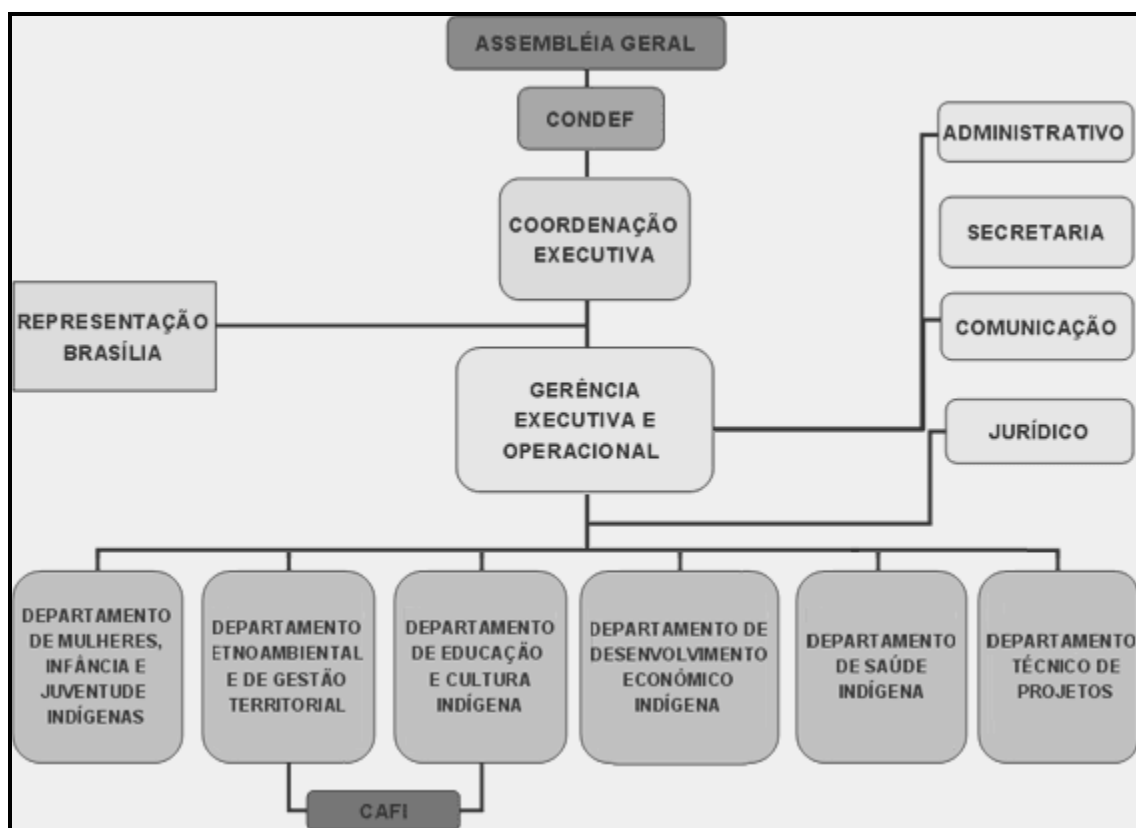 ASSEMBLÉIA GERAL
CONDEF
ADMINISTRATIVO
COORDENAÇÃO
EXECUTIVA
SECRETARIA
REPRESENTAÇÃO
BRASÍLIA
COMUNICAÇÃO
GERÊNCIA
EXECUTIVA E
OPERACIONAL
JURÍDICO
DEPARTAMENTO
DE MULHERES,
INFÂNCIA E
JUVENTUDE
INDÍGENAS
DEPARTAMENTO
ETNOAMBIENTAL
E DE GESTÃO
TERRITORIAL
DEPARTAMENTO
DE EDUCAÇÃO
E CULTURA
INDÍGENA
DEPARTAMENTO DE
DESENVOLVIMENTO
ECONÓMICO
INDÍGENA
DEPARTAMENTO
DE SAÚDE
INDÍGENA
DEPARTAMENTO
TÉCNICO DE
PROJETOS
CAFI